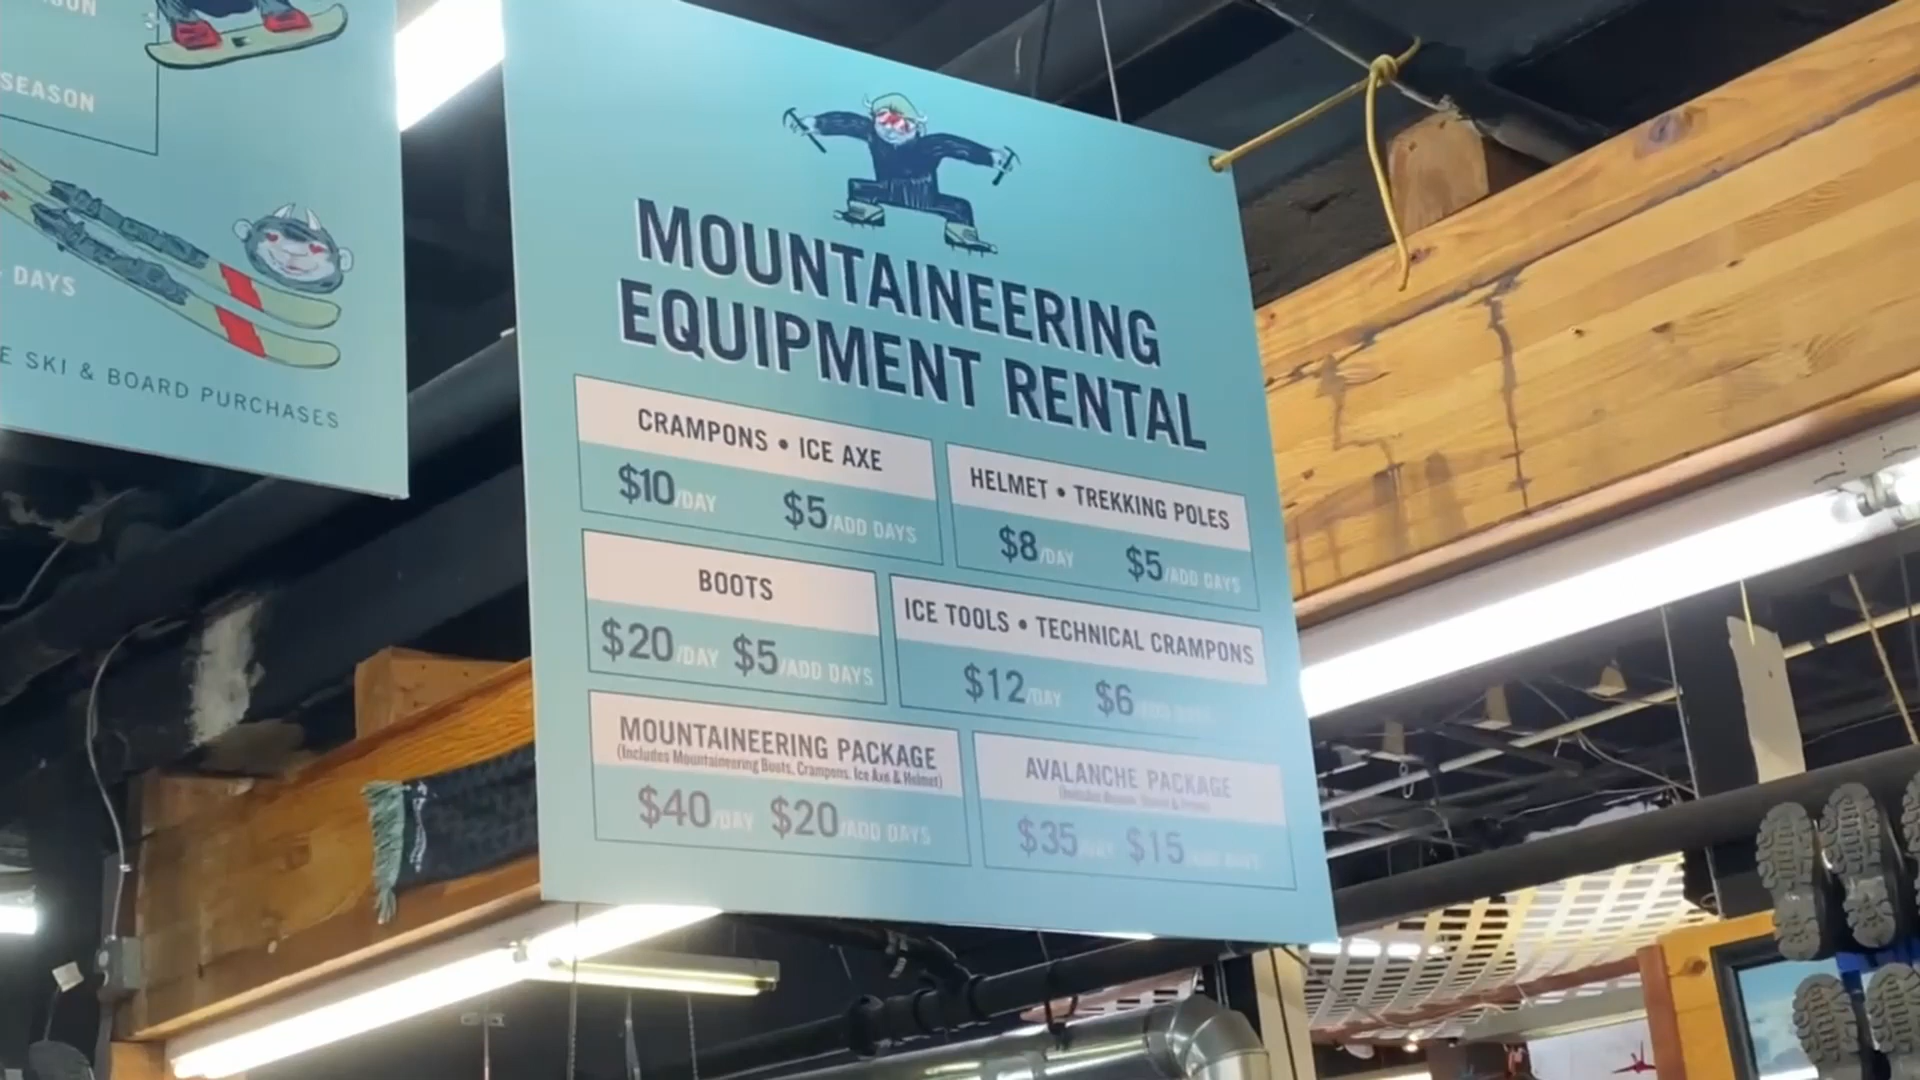 SON
SEASON
DAYS
E SKI & BOARD PURCHASES
MOUNTAINEERING
EQUIPMENT RENTAL
CRAMPONS • ICE AXE
$10/DAY $5/ADD DAYS
HELMET • TREKKING POLES
$8/DAY $5/ADD DAYS
BOOTS
$20/DAY $5/ADD DAYS
ICE TOOLS • TECHNICAL CRAMPONS
$12/DAY $6
MOUNTAINEERING PACKAGE
(Includes Mountaineering Boots, Crampons, Ice Axe & Helmet)
$40/DAY $20/ADD DAYS
AVALANCHE PACKAGE
$35/DAY $15